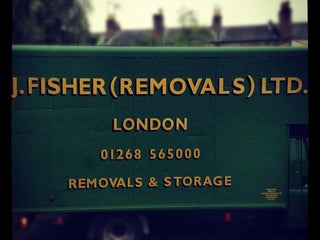 J. FISHER (REMOVALS) LTD.
LONDON
01268 565000
REMOVALS & STORAGE